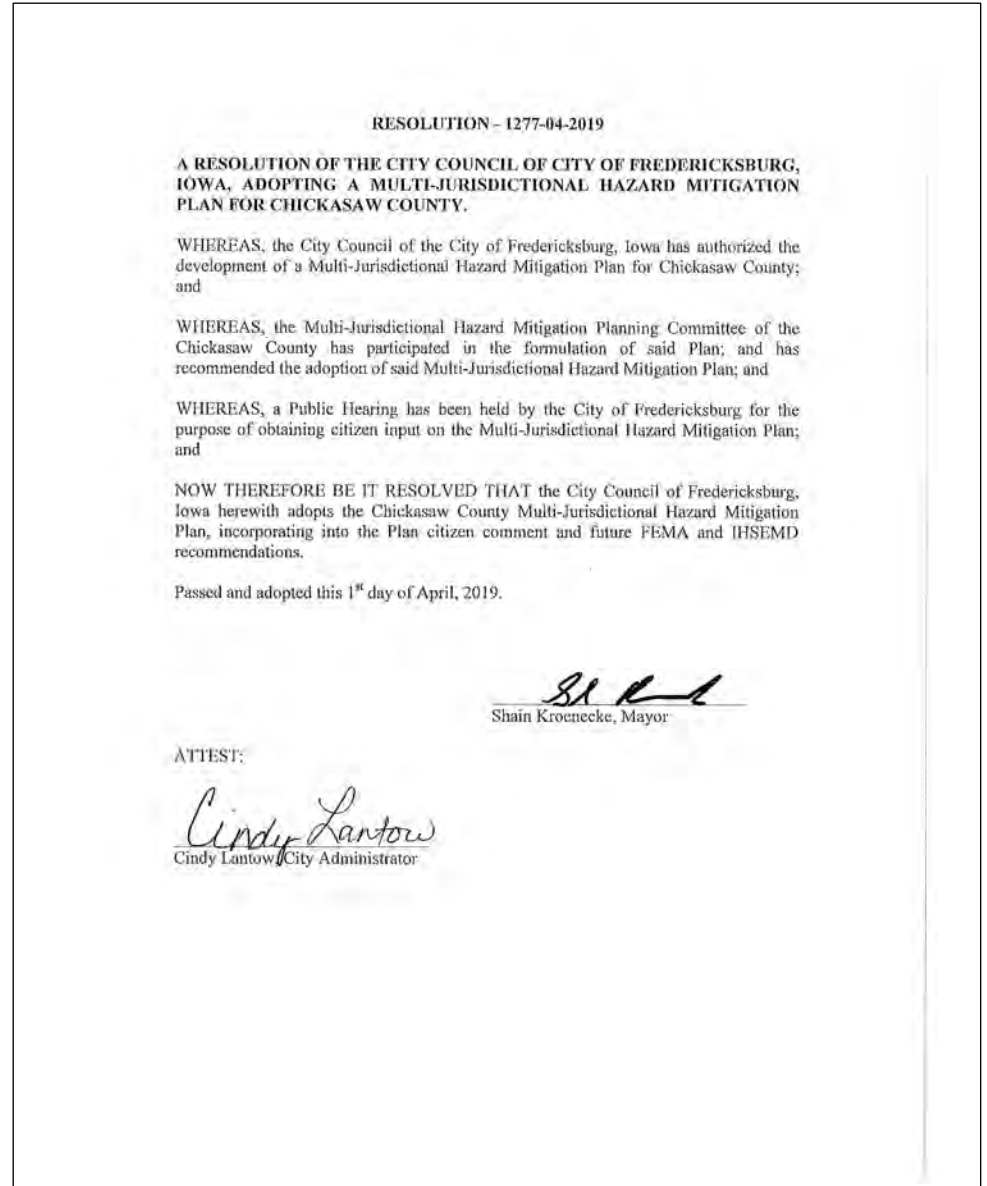 RESOLUTION – 1277-04-2019
A RESOLUTION OF THE CITY COUNCIL OF CITY OF FREDERICKSBURG,
IOWA, ADOPTING A MULTI-JURISDICTIONAL HAZARD MITIGATION
PLAN FOR CHICKASAW COUNTY.
WHEREAS, the City Council of the City of Fredericksburg, Iowa has authorized the
development of a Multi-Jurisdictional Hazard Mitigation Plan for Chickasaw County;
and
WHEREAS, the Multi-Jurisdictional Hazard Mitigation Planning Committee of the
Chickasaw County has participated in the formulation of said Plan; and has
recommended the adoption of said Multi-Jurisdictional Hazard Mitigation Plan; and
WHEREAS, a Public Hearing has been held by the City of Fredericksburg for the
purpose of obtaining citizen input on the Multi-Jurisdictional Hazard Mitigation Plan;
and
NOW THEREFORE BE IT RESOLVED THAT the City Council of Fredericksburg,
Iowa herewith adopts the Chickasaw County Multi-Jurisdictional Hazard Mitigation
Plan, incorporating into the Plan citizen comment and future FEMA and IHSEMD
recommendations.
Passed and adopted this 1st day of April, 2019.
Shain Kroenecke, Mayor
ATTEST:
Cindy Lantow
Cindy Lantow, City Administrator